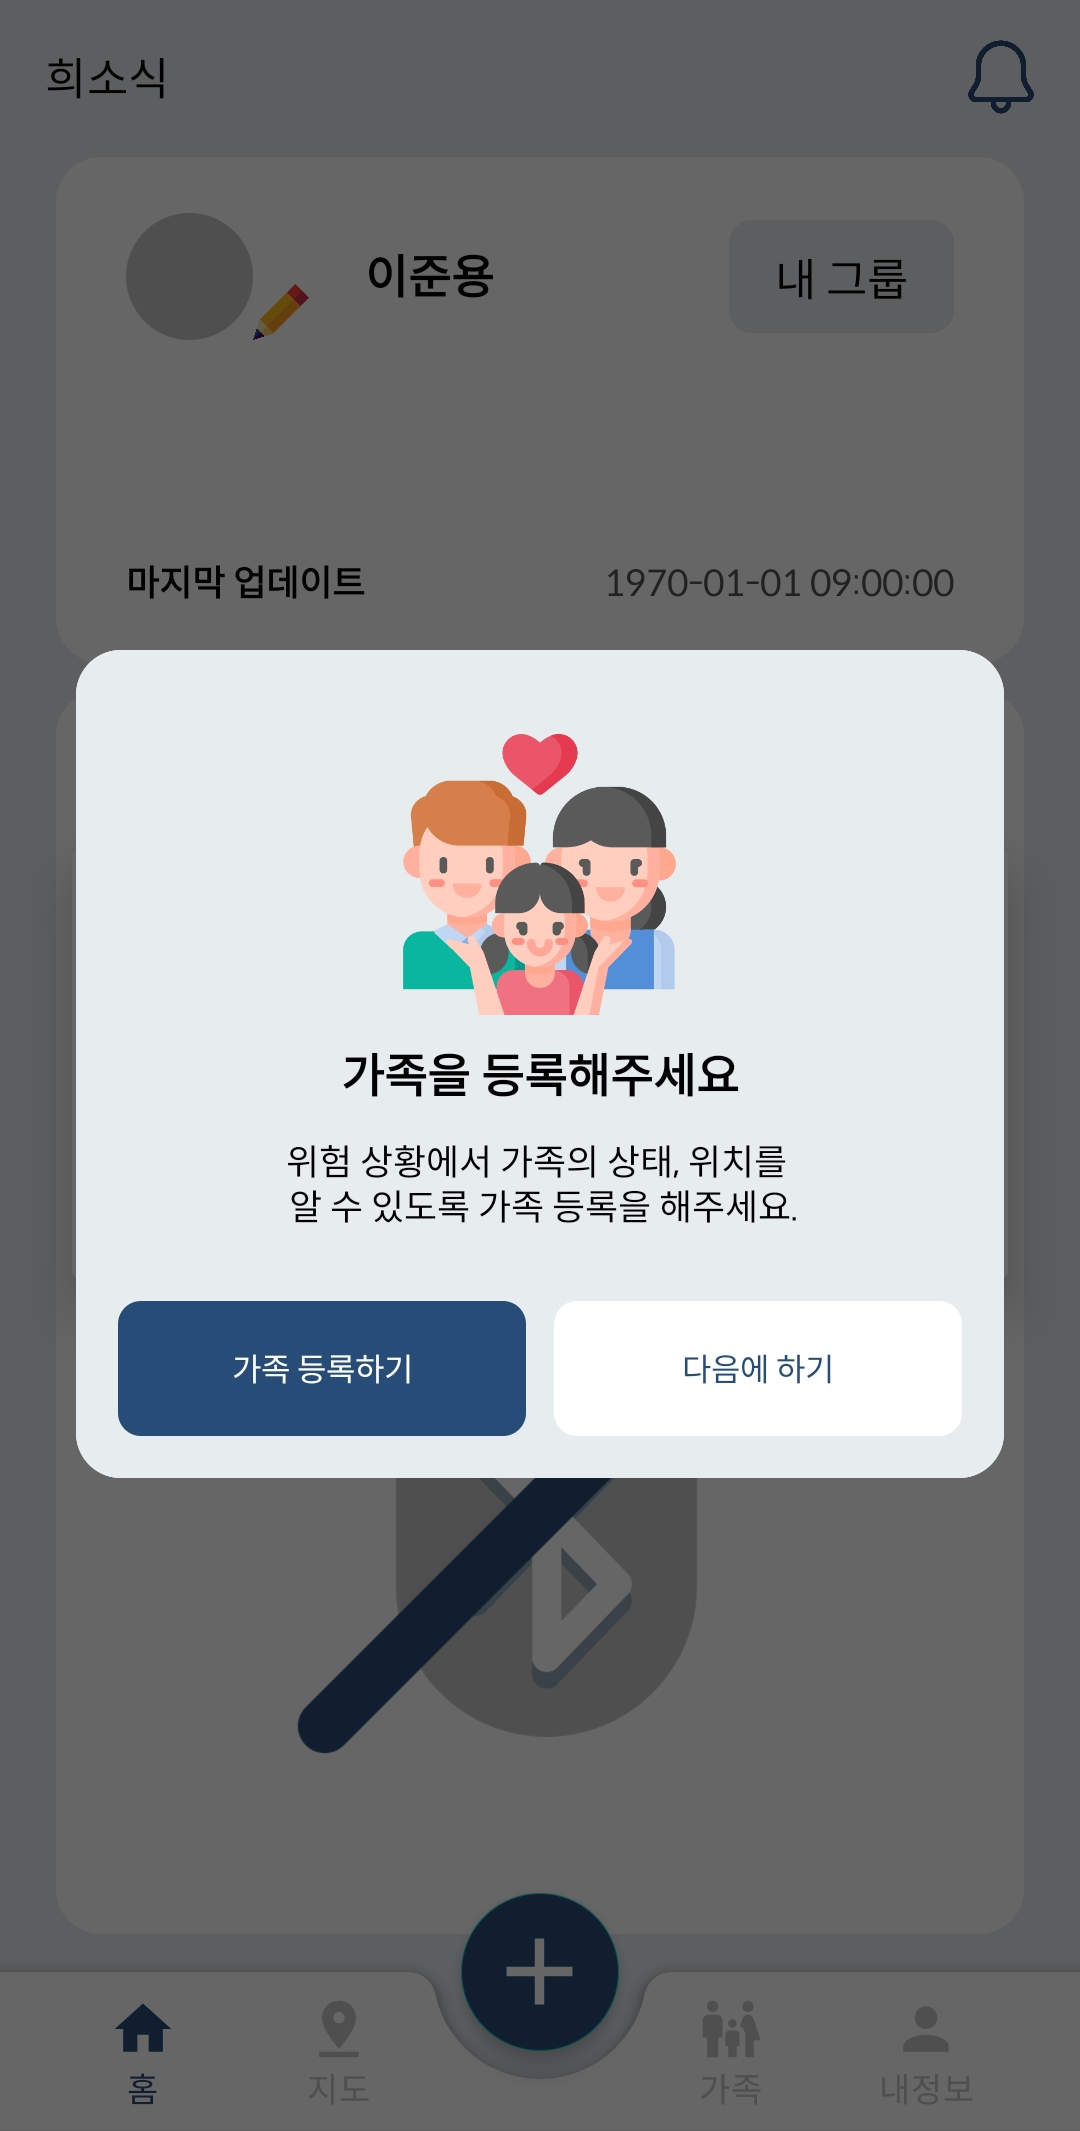 희소식
이준용
내 그룹
마지막 업데이트
1970-01-01 09:00:00
가족을 등록해주세요
위험 상황에서 가족의 상태, 위치를
알 수 있도록 가족 등록을 해주세요.
가족 등록하기
다음에 하기
홈
지도
가족
내정보